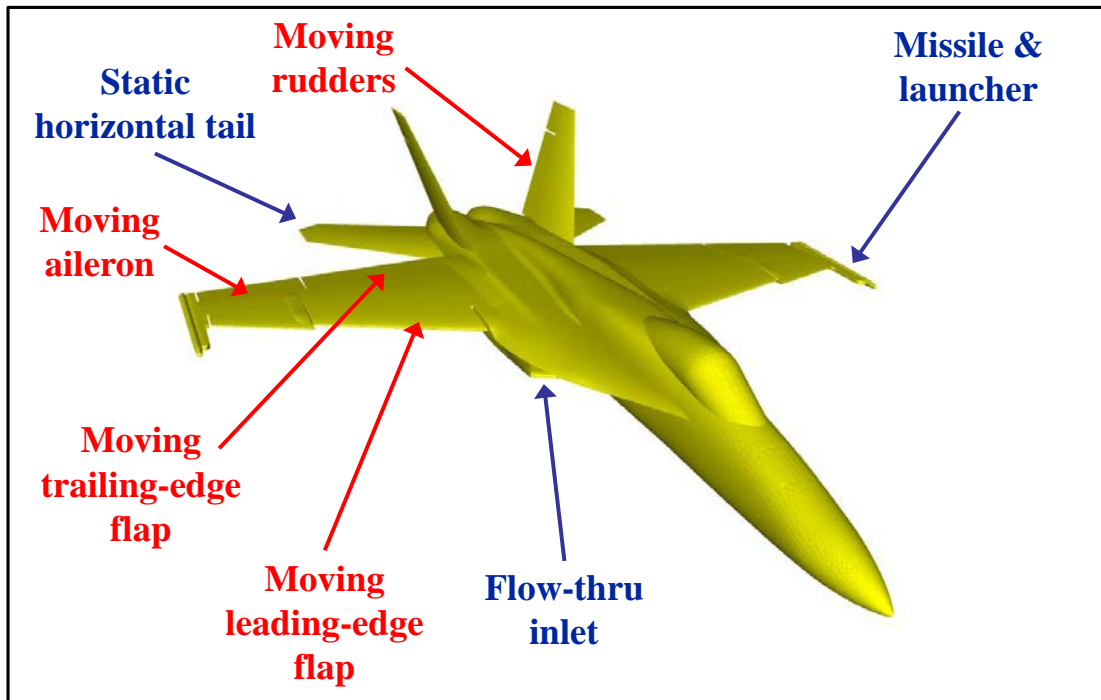 Moving
rudders
Missile &
launcher
Static
horizontal tail
Moving
aileron
Moving
trailing-edge
flap
Moving
leading-edge
flap
Flow-thru
inlet